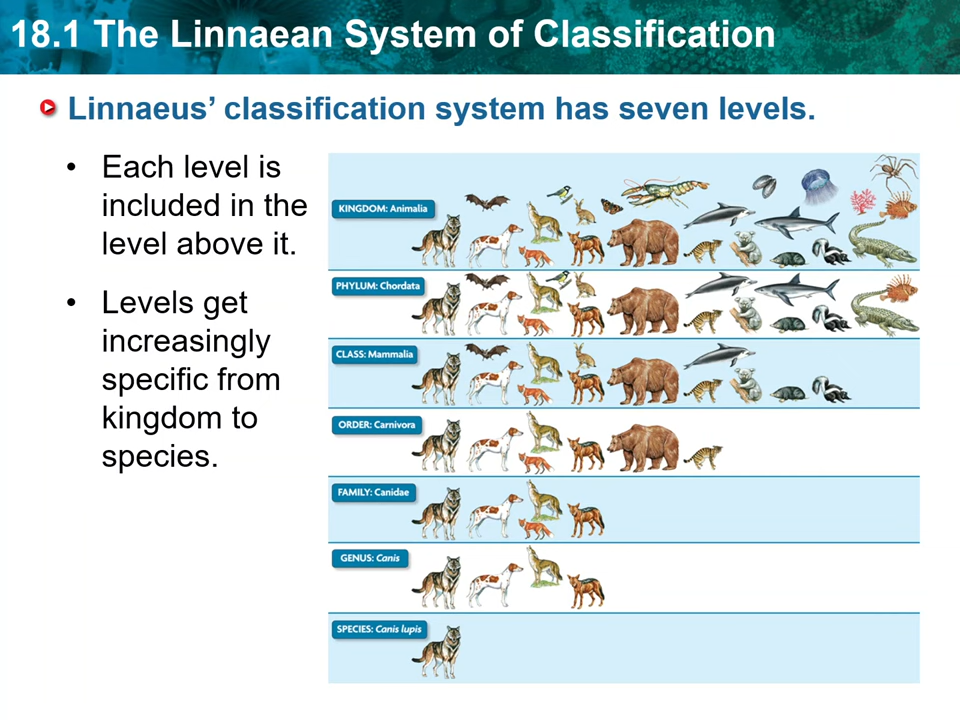 18.1 The Linnaean System of Classification
Linnaeus’ classification system has seven levels.
• Each level is
included in the
level above it.
• Levels get
increasingly
specific from
kingdom to
species.
KINGDOM: Animalia
PHYLUM: Chordata
CLASS: Mammalia
ORDER: Carnivora
FAMILY: Canidae
GENUS: Canis
SPECIES: Canis lupis